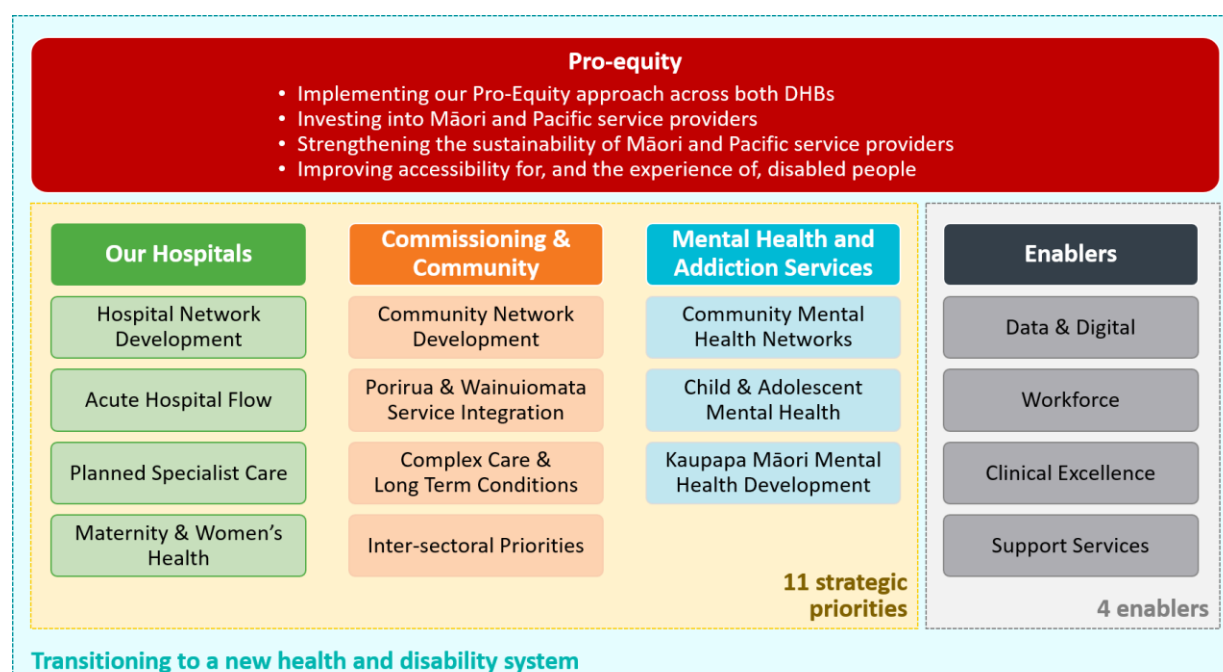 Pro-equity
• Implementing our Pro-Equity approach across both DHBs
• Investing into Māori and Pacific service providers
• Strengthening the sustainability of Māori and Pacific service providers
• Improving accessibility for, and the experience of, disabled people
Our Hospitals
Hospital Network
Development
Acute Hospital Flow
Planned Specialist Care
Maternity & Women's
Health
Commissioning &
Community
Community Network
Development
Porirua & Wainuiomata
Service Integration
Complex Care &
Long Term Conditions
Inter-sectoral Priorities
Mental Health and
Addiction Services
Community Mental
Health Networks
Child & Adolescent
Mental Health
Kaupapa Māori Mental
Health Development
11 strategic
priorities
Enablers
Data & Digital
Workforce
Clinical Excellence
Support Services
4 enablers
Transitioning to a new health and disability system